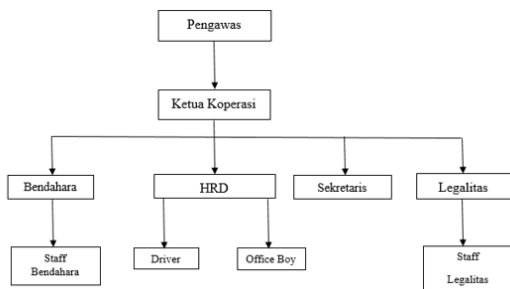 Pengawas
Ketua Koperasi
Bendahara
HRD
Sekretaris
Legalitas
Staff
Bendahara
Driver
Office Boy
Staff
Legalitas